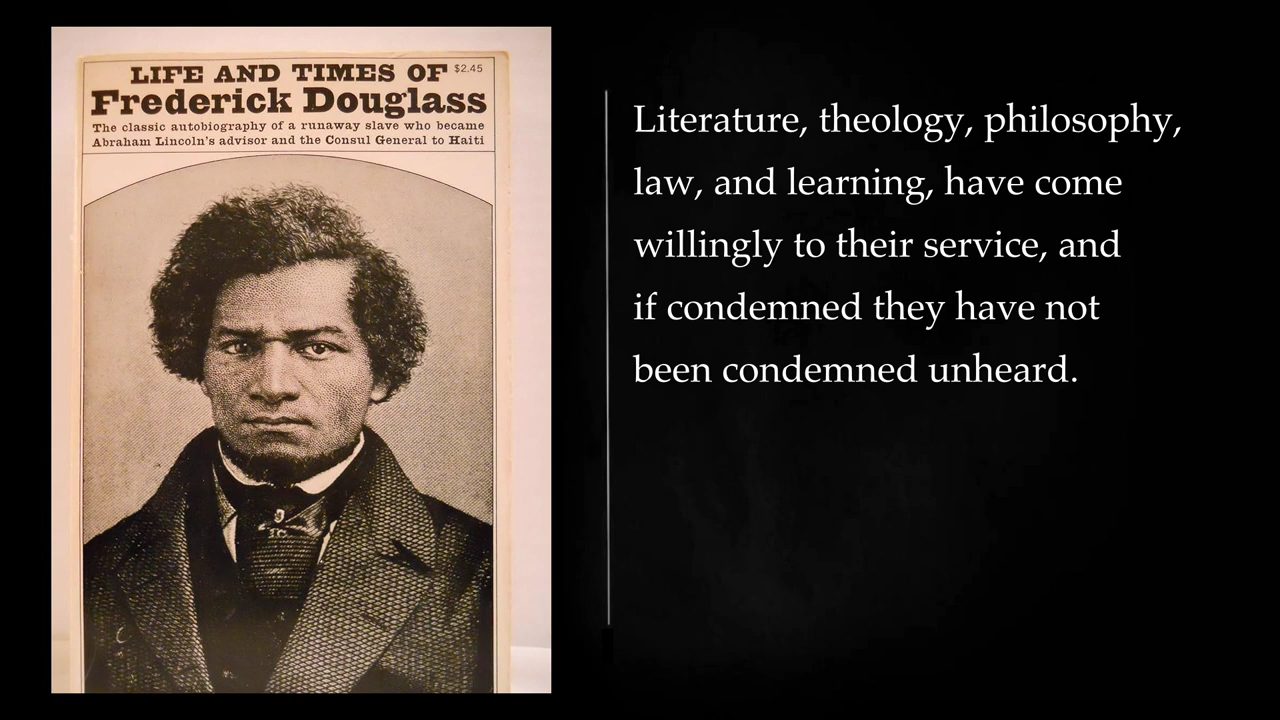 LIFE AND TIMES OF $2.45
Frederick Douglass
The classic autobiography of a runaway slave who became
Abraham Lincoln's advisor and the Consul General to Haiti
Literature, theology, philosophy,
law, and learning, have come
willingly to their service, and
if condemned they have not
been condemned unheard.